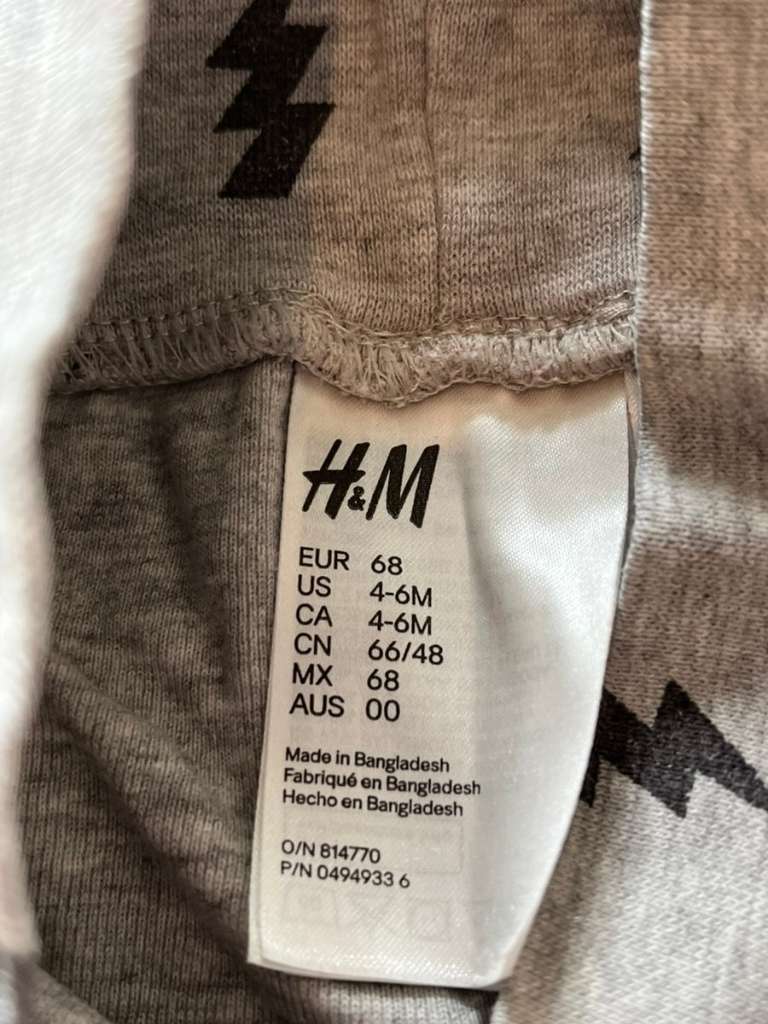 H&M
EUR 68
US 4-6M
CA 4-6M
CN 66/48
MX 68
AUS 00
Made in Bangladesh
Fabriqué en Bangladesh
Hecho en Bangladesh
O/N 814770
P/N 0494933 6